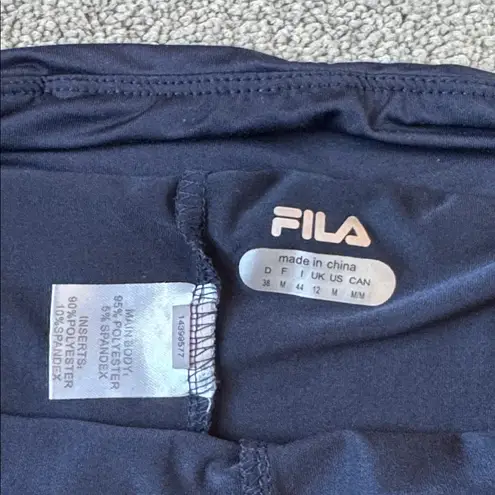 FILA
made in china
D F I UK US CAN
38 M 44 12 M M/M
14399577
MAIN BODY:
95% POLYESTER
5% SPANDEX
INSERTS:
90%POLYESTER
10%SPANDEX